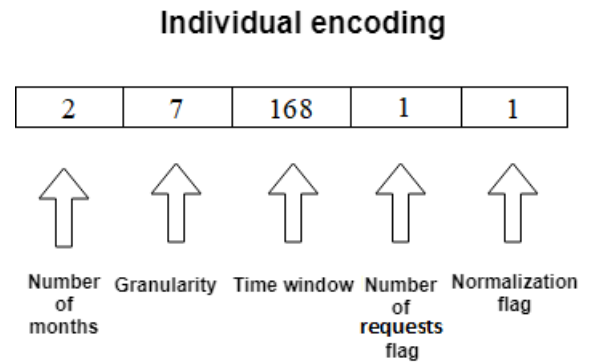 Individual encoding
2 7 168 1 1
Number of months
Granularity
Time window
Number of requests flag
Normalization flag